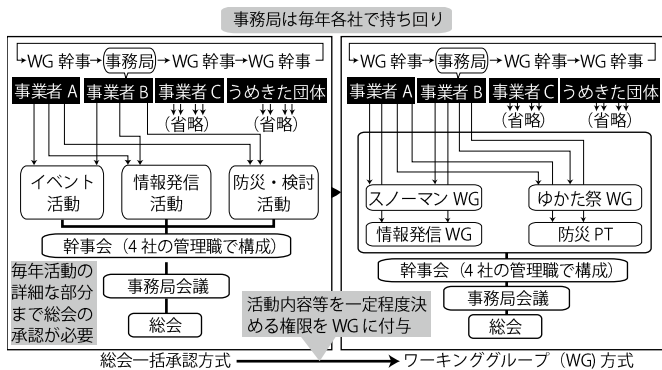 事務局は毎年各社で持ち回り
WG 幹事 事務局 WG 幹事 WG 幹事
事業者 A 事業者 B 事業者 C うめきた団体
(省略) (省略)
イベント活動 情報発信活動 防災・検討活動
幹事会（4 社の管理職で構成）
事務局会議
総会
毎年活動の
詳細な部分
まで総会の
承認が必要
WG 幹事 事務局 WG 幹事 WG 幹事
事業者 A 事業者 B 事業者 C うめきた団体
(省略) (省略)
スノーマン WG ゆかた祭 WG
情報発信 WG 防災 PT
幹事会（4 社の管理職で構成）
事務局会議
総会
活動内容等を一定程度決
める権限を WG に付与
総会一括承認方式 ワーキンググループ（WG) 方式